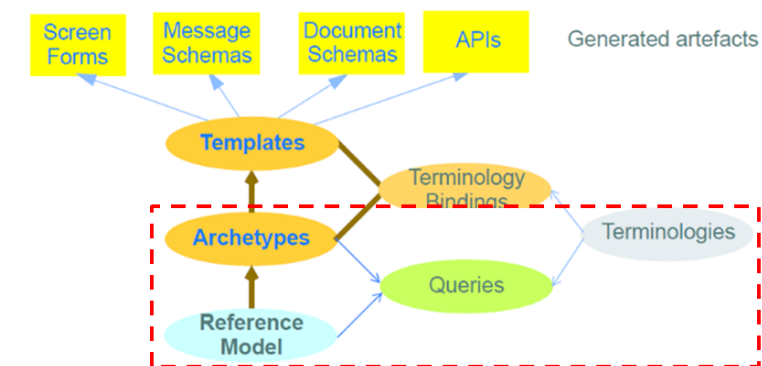 Screen
Forms
Message
Schemas
Document
Schemas
APIs
Generated artefacts
Templates
Terminology
Bindings
Archetypes
Terminologies
Queries
Reference
Model